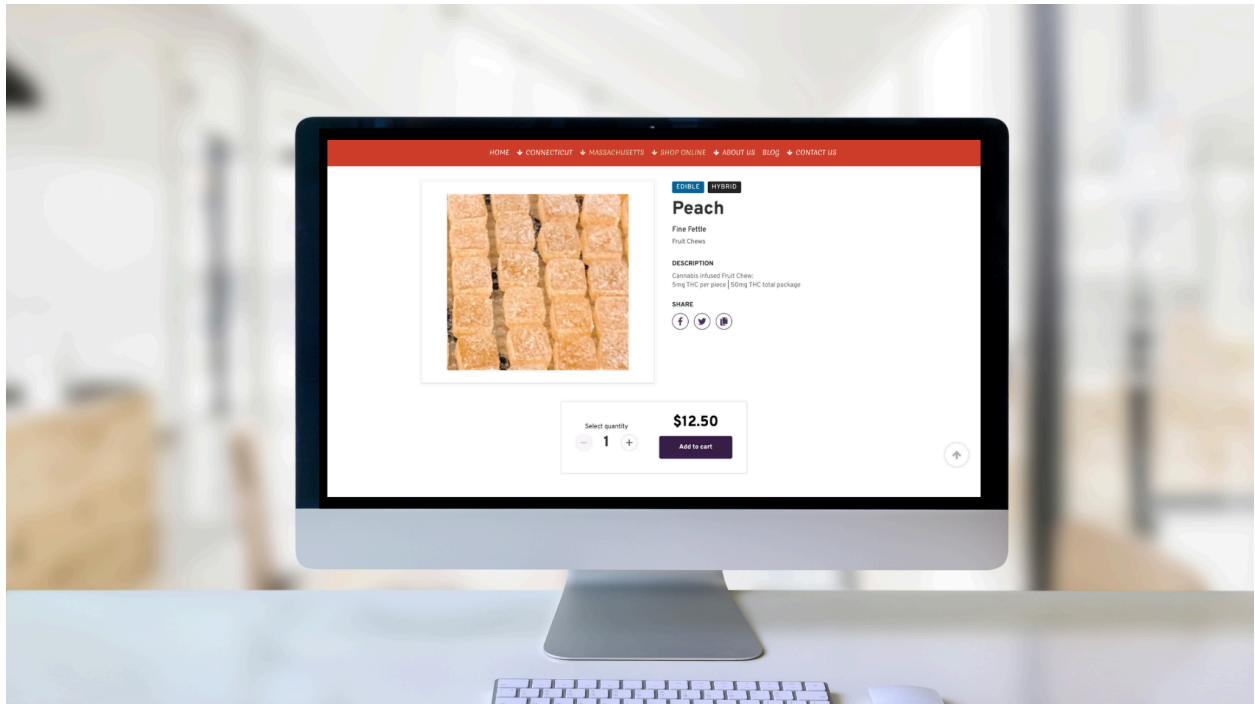 HOME CONNECTICUT MASSACHUSETTS SHOP ONLINE ABOUT US BLOG CONTACT US
EDIBLE HYBRID
Peach
Fine Fettle
Fruit Chews
DESCRIPTION
Cannabis infused Fruit Chew:
5mg THC per piece | 50mg THC total package
SHARE
Select quantity
1
$12.50
Add to cart